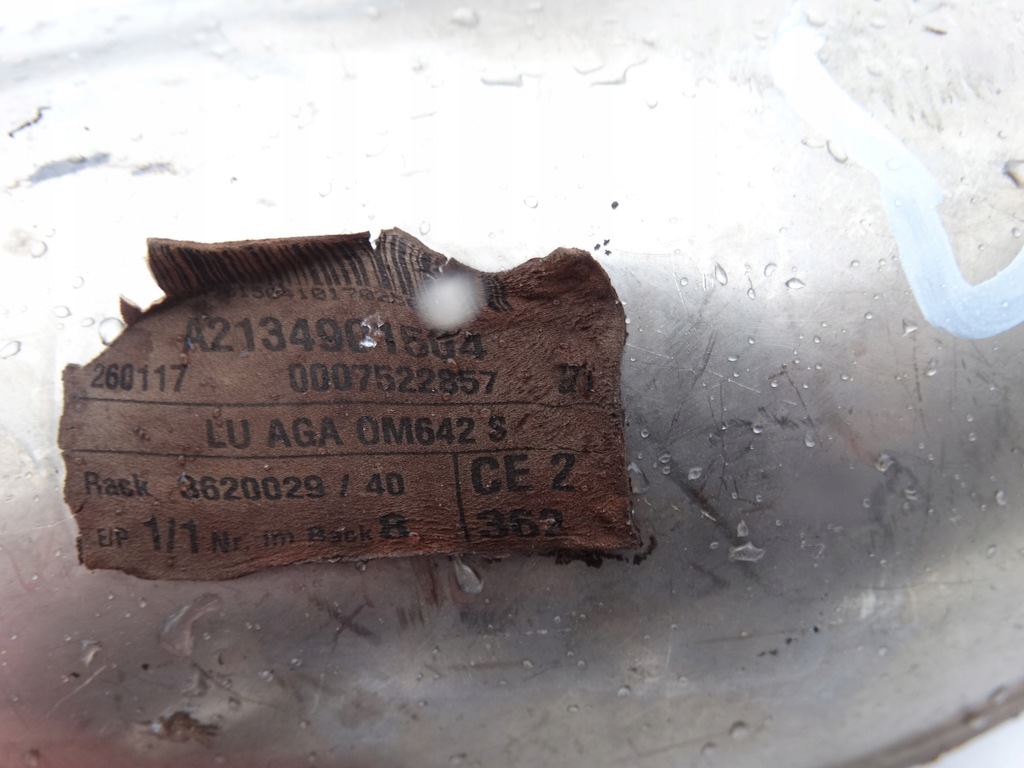 A2134901504
260117 0007522857
LU AGA OM642 S
Rack 3620029 / 40 CE 2
E/P 1/1 Nr. im Rack 8 362